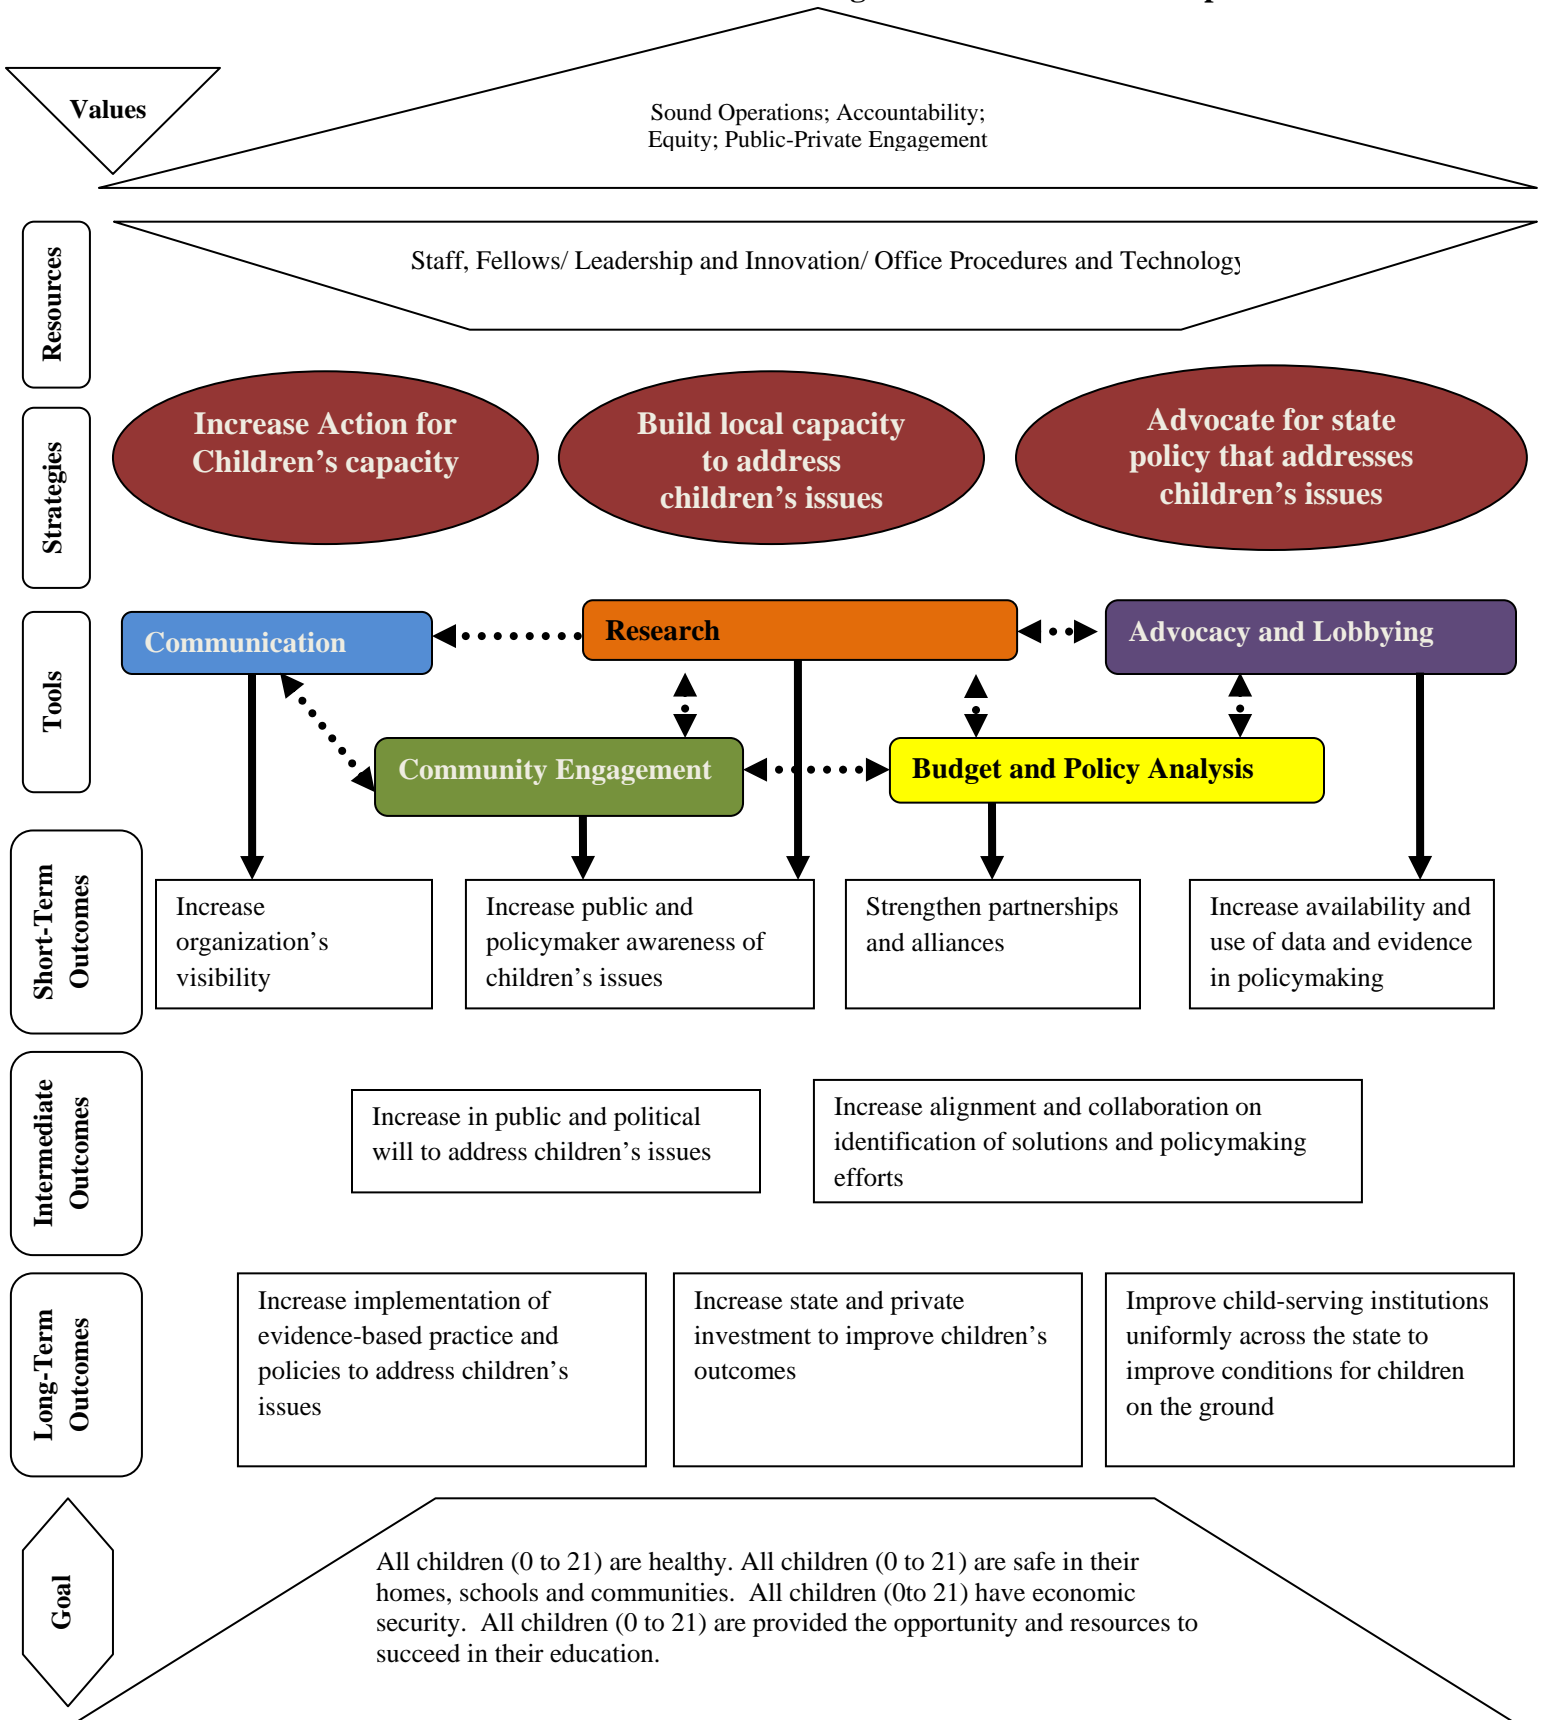 Values
Sound Operations; Accountability;
Equity; Public-Private Engagement
Resources
Staff, Fellows/ Leadership and Innovation/ Office Procedures and Technology
Strategies
Increase Action for
Children’s capacity
Build local capacity
to address
children’s issues
Advocate for state
policy that addresses
children’s issues
Tools
Communication
Research
Advocacy and Lobbying
Community Engagement
Budget and Policy Analysis
Short-Term
Outcomes
Increase
organization’s
visibility
Increase public and
policymaker awareness of
children’s issues
Strengthen partnerships
and alliances
Increase availability and
use of data and evidence
in policymaking
Intermediate
Outcomes
Increase in public and political
will to address children’s issues
Increase alignment and collaboration on
identification of solutions and policymaking
efforts
Long-Term
Outcomes
Increase implementation of
evidence-based practice and
policies to address children’s
issues
Increase state and private
investment to improve children’s
outcomes
Improve child-serving institutions
uniformly across the state to
improve conditions for children
on the ground
Goal
All children (0 to 21) are healthy. All children (0 to 21) are safe in their
homes, schools and communities.  All children (0to 21) have economic
security.  All children (0 to 21) are provided the opportunity and resources to
succeed in their education.